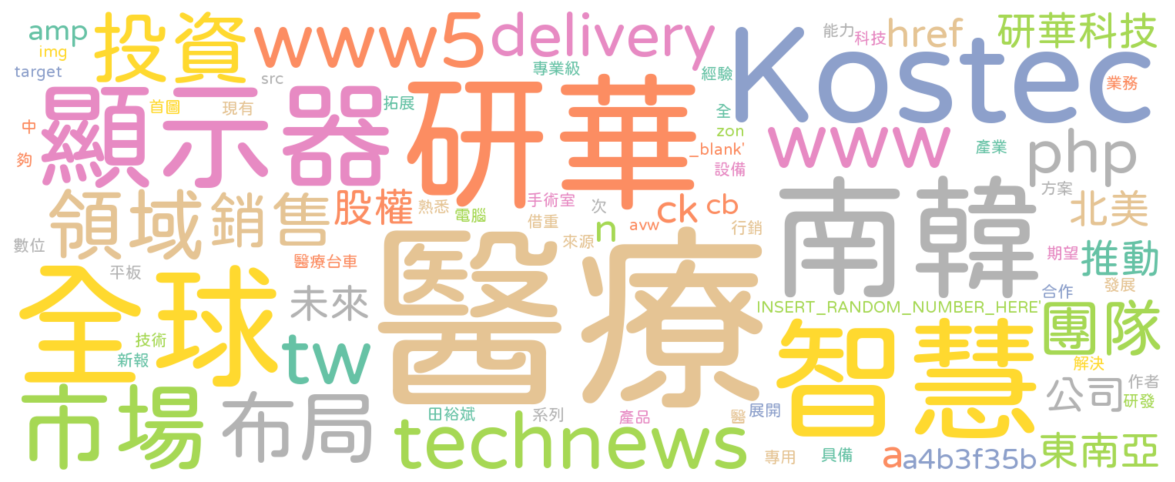 amp
img
target
投資
www5
delivery
能力
科技
href
研華科技
src
專業級
經驗
Kostec
業務
首圖
現有
拓展
研華
全
zon
_blank'
設備
www
產業
php
中
夠
顯示器
領域
銷售
股權
熟悉
電腦
手術室
借重
次
n
來源
avw
ck
cb
行銷
南韓
方案
北美
期望
推動
發展
數位
平板
醫療台車
醫療
INSERT_RANDOM_NUMBER_HERE'
合作
全球
未來
技術
新報
tw
智慧
團隊
解決
公司
作者
研發
市場
布局
田裕斌
系列
產品
醫
展開
technews
專用
具備
a
a4b3f35b
東南亞